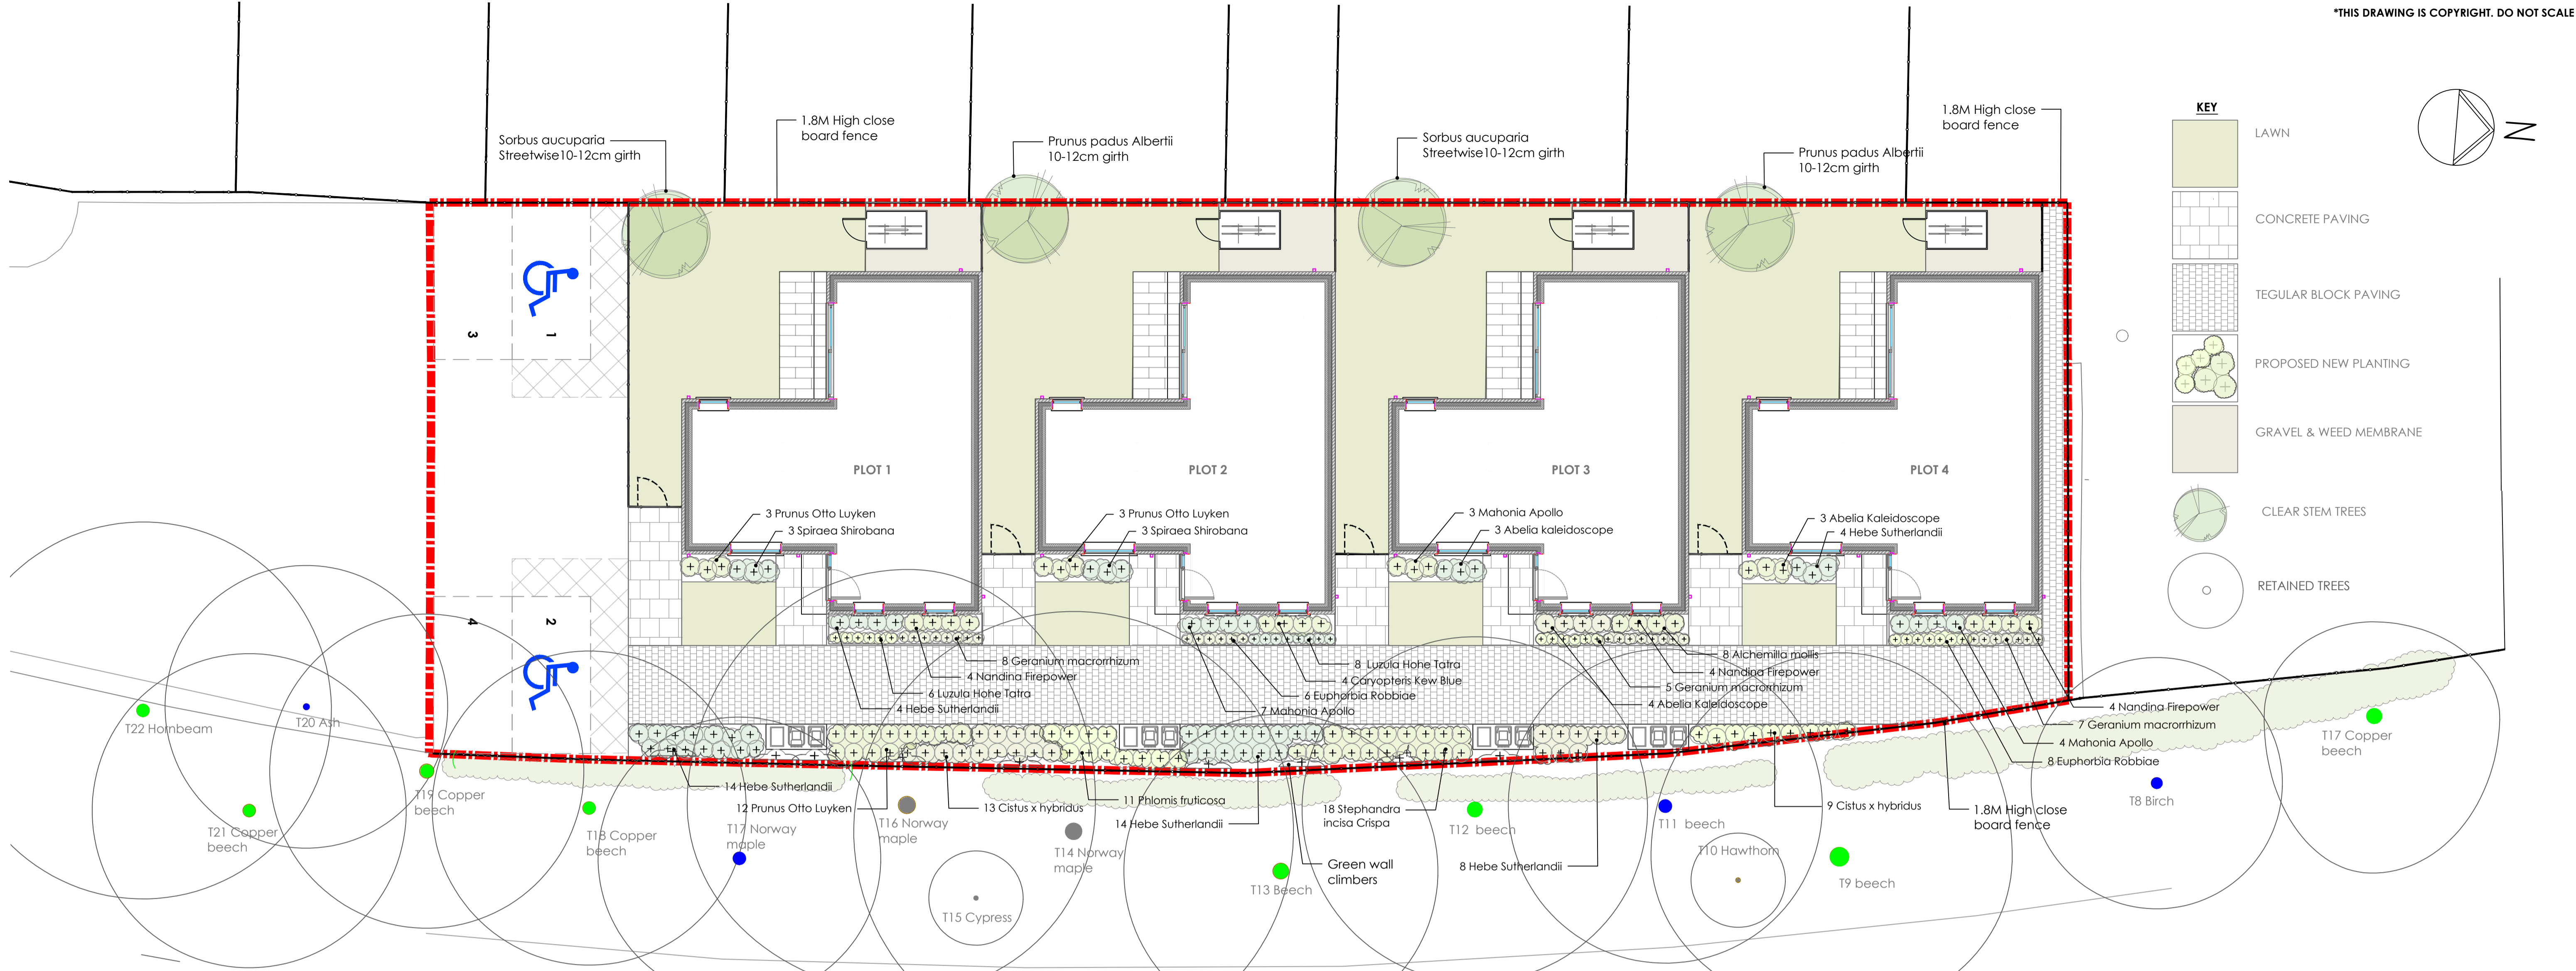 *THIS DRAWING IS COPYRIGHT. DO NOT SCALE
Sorbus aucuparia
Streetwise10-12cm girth
1.8M High close
board fence
Prunus padus Albertii
10-12cm girth
Sorbus aucuparia
Streetwise10-12cm girth
Prunus padus Albertii
10-12cm girth
1.8M High close
board fence
KEY
LAWN
CONCRETE PAVING
TEGULAR BLOCK PAVING
PROPOSED NEW PLANTING
GRAVEL & WEED MEMBRANE
CLEAR STEM TREES
RETAINED TREES
N
3
1
4
2
PLOT 1
PLOT 2
PLOT 3
PLOT 4
3 Prunus Otto Luyken
3 Spiraea Shirobana
3 Prunus Otto Luyken
3 Spiraea Shirobana
3 Mahonia Apollo
3 Abelia kaleidoscope
3 Abelia Kaleidoscope
4 Hebe Sutherlandii
8 Geranium macrorrhizum
4 Nandina Firepower
6 Luzula Hohe Tatra
4 Hebe Sutherlandii
8 Luzula Hohe Tatra
4 Caryopteris Kew Blue
6 Euphorbia Robbiae
7 Mahonia Apollo
8 Alchemilla mollis
4 Nandina Firepower
5 Geranium macrorrhizum
4 Abelia Kaleidoscope
4 Nandina Firepower
7 Geranium macrorrhizum
4 Mahonia Apollo
8 Euphorbia Robbiae
14 Hebe Sutherlandii
12 Prunus Otto Luyken
13 Cistus x hybridus
11 Phlomis fruticosa
14 Hebe Sutherlandii
18 Stephandra
incisa Crispa
Green wall
climbers
8 Hebe Sutherlandii
9 Cistus x hybridus
1.8M High close
board fence
T22 Hornbeam
T20 Ash
T21 Copper
beech
T19 Copper
beech
T18 Copper
beech
T17 Norway
maple
T16 Norway
maple
T15 Cypress
T14 Norway
maple
T13 Beech
T12 beech
T11 beech
T10 Hawthorn
T9 beech
T8 Birch
T17 Copper
beech